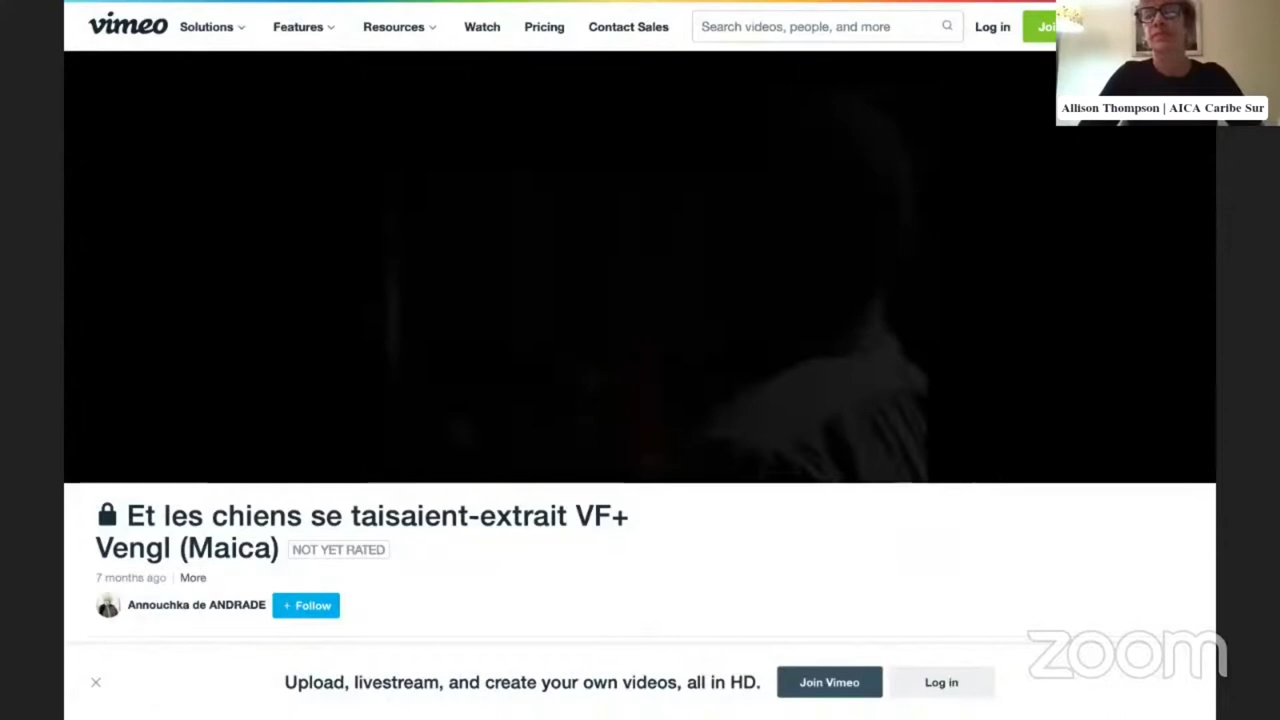 vimeo Solutions Features Resources Watch Pricing Contact Sales Search videos, people, and more Log in Joi
Allison Thompson | AICA Caribe Sur
Et les chiens se taisaient-extrait VF+
Vengl (Maica) NOT YET RATED
7 months ago | More
Annouchka de ANDRADE + Follow
Upload, livestream, and create your own videos, all in HD. Join Vimeo Log in
zoom